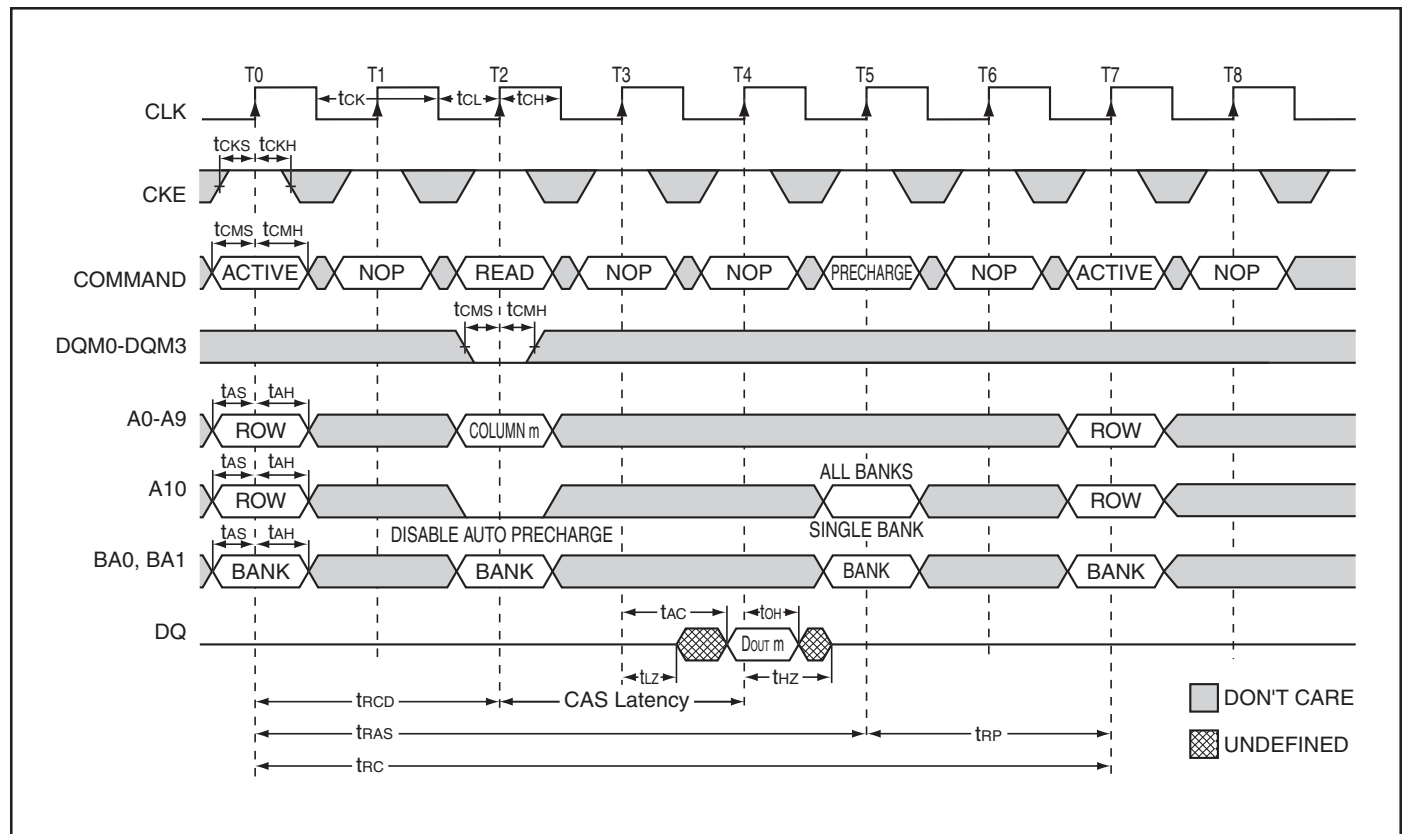 T0 T1 T2 T3 T4 T5 T6 T7 T8
CLK tCK tCL tCH
tCKS tCKH
CKE
tCMS tCMH
COMMAND ACTIVE NOP READ NOP NOP PRECHARGE NOP ACTIVE NOP
tCMS tCMH
DQM0-DQM3
tAS tAH
A0-A9 ROW COLUMN m ROW
tAS tAH ALL BANKS
A10 ROW ROW
DISABLE AUTO PRECHARGE SINGLE BANK
tAS tAH
BA0, BA1 BANK BANK BANK BANK
tAC tOH
DQ DOUT m
tLZ tHZ
tRCD CAS Latency
DON'T CARE
tRAS tRP
UNDEFINED
tRC